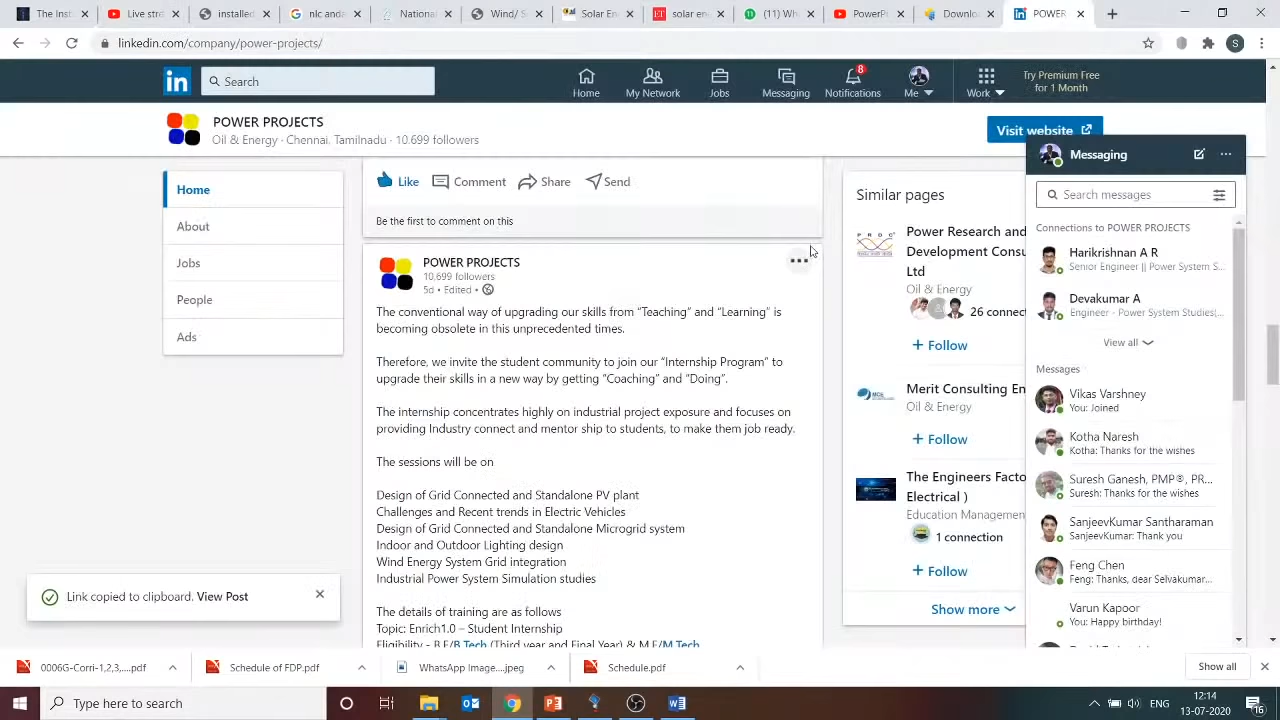 The Inst
Live stre
installed
tur anda
National
Wind/ S
Solar En
solar en
(11) Wh
PowerP
Downlo
POWER
linkedin.com/company/power-projects/
S
Search
Home
My Network
Jobs
Messaging
8
Notifications
Me
Work
Try Premium Free
for 1 Month
POWER PROJECTS
Oil & Energy · Chennai, Tamilnadu · 10,699 followers
Visit website
Home
About
Jobs
People
Ads
Like
Comment
Share
Send
Be the first to comment on this
POWER PROJECTS
10,699 followers
5d • Edited •
The conventional way of upgrading our skills from “Teaching” and “Learning” is
becoming obsolete in this unprecedented times.
Therefore, we invite the student community to join our “Internship Program” to
upgrade their skills in a new way by getting “Coaching” and “Doing”.
The internship concentrates highly on industrial project exposure and focuses on
providing Industry connect and mentor ship to students, to make them job ready.
The sessions will be on
Design of Grid Connected and Standalone PV plant
Challenges and Recent trends in Electric Vehicles
Design of Grid Connected and Standalone Microgrid system
Indoor and Outdoor Lighting design
Wind Energy System Grid integration
Industrial Power System Simulation studies
The details of training are as follows
Topic: Enrich1.0 – Student Internship
Eligibility - B.E/B.Tech (Third year and Final Year) & M.E/M.Tech
Similar pages
PRDC
Power Research and
Development Consu
Ltd
Oil & Energy
26 connect
+ Follow
Merit Consulting En
Oil & Energy
+ Follow
The Engineers Facto
Electrical )
Education Management
1 connection
+ Follow
Show more
Messaging
Search messages
Connections to POWER PROJECTS
Harikrishnan A R
Senior Engineer || Power System S...
Devakumar A
Engineer - Power System Studies(...
View all
Messages
Vikas Varshney
You: Joined
Kotha Naresh
Kotha: Thanks for the wishes
Suresh Ganesh, PMP®, PR...
Suresh: Thanks for the wishes
SanjeevKumar Santharaman
SanjeevKumar: Thank you
Feng Chen
Feng: Thanks, dear Selvakumar...
Varun Kapoor
You: Happy birthday!
Link copied to clipboard. View Post
0006G-Corri-1,2,3,....pdf
Schedule of FDP.pdf
WhatsApp Image....jpeg
Schedule.pdf
Show all
Type here to search
ENG
12:14
13-07-2020
16